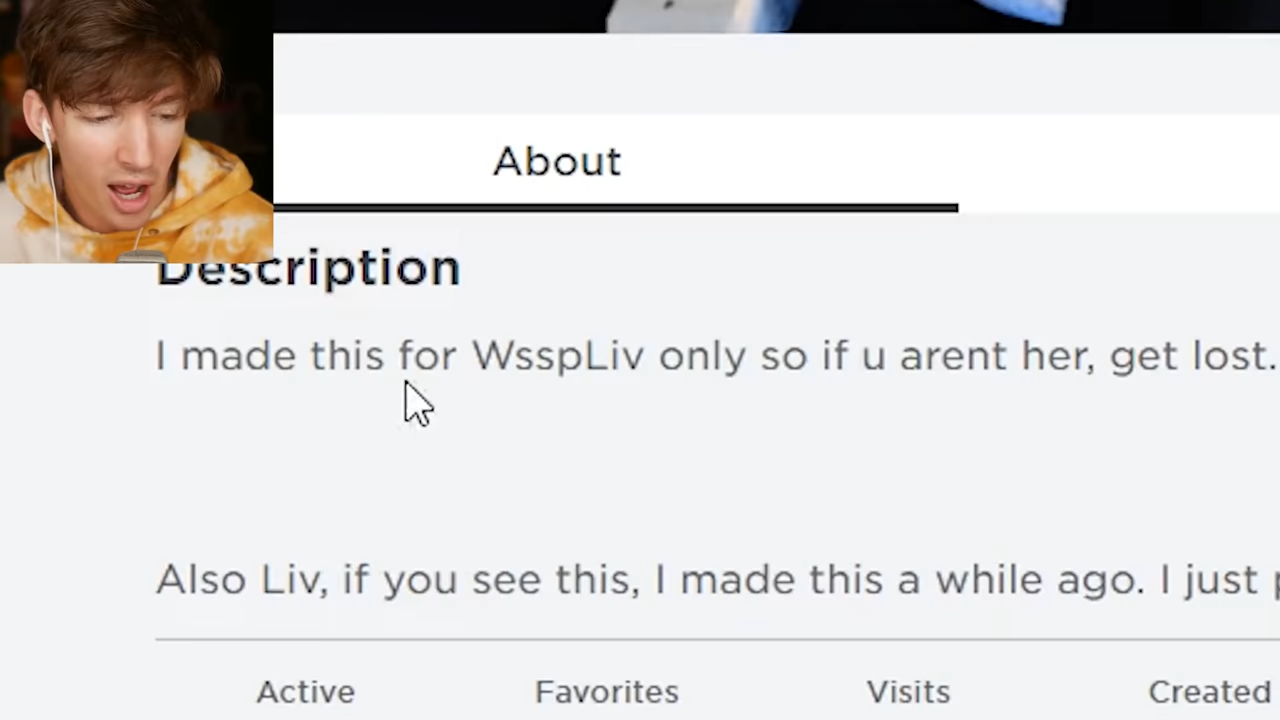 About
Description
I made this for WsspLiv only so if u arent her, get lost.
Also Liv, if you see this, I made this a while ago. I just
Active Favorites Visits Created